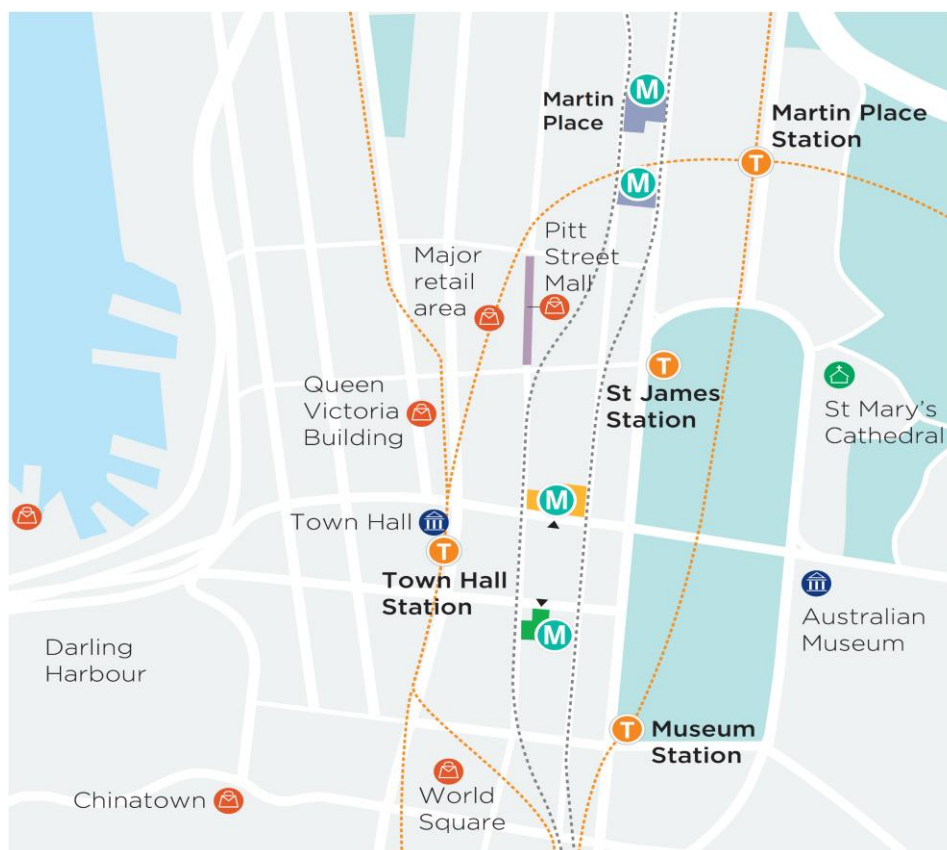 M
Martin
Place
Martin Place
Station
T
M
Pitt
Street
Mall
Major
retail
area
T
St James
Station
Queen
Victoria
Building
St Mary's
Cathedral
M
Town Hall
T
Town Hall
Station
M
Australian
Museum
Darling
Harbour
T
Museum
Station
Chinatown
World
Square